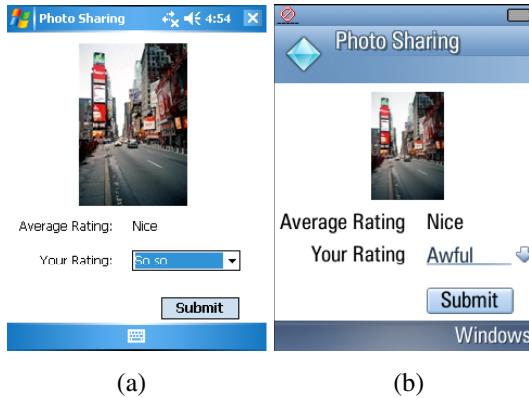 Photo Sharing 4:54
Average Rating: Nice
Your Rating: So so
Submit
(a)
Photo Sharing
Average Rating Nice
Your Rating Awful
Submit
Windows
(b)